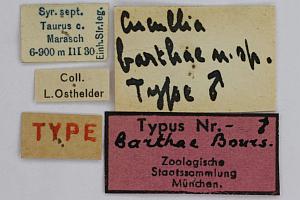 Syr. sept.
Taurus c.
Marasch
6-900 m III 30
Einh. Slr. leg.
Coll.
L. Osthelder
TYPE
Cucullia
barthae n. sp.
Type ♂
Typus Nr.- ♂
Barthae Bours.
Zoologische
Staatssammlung
München.